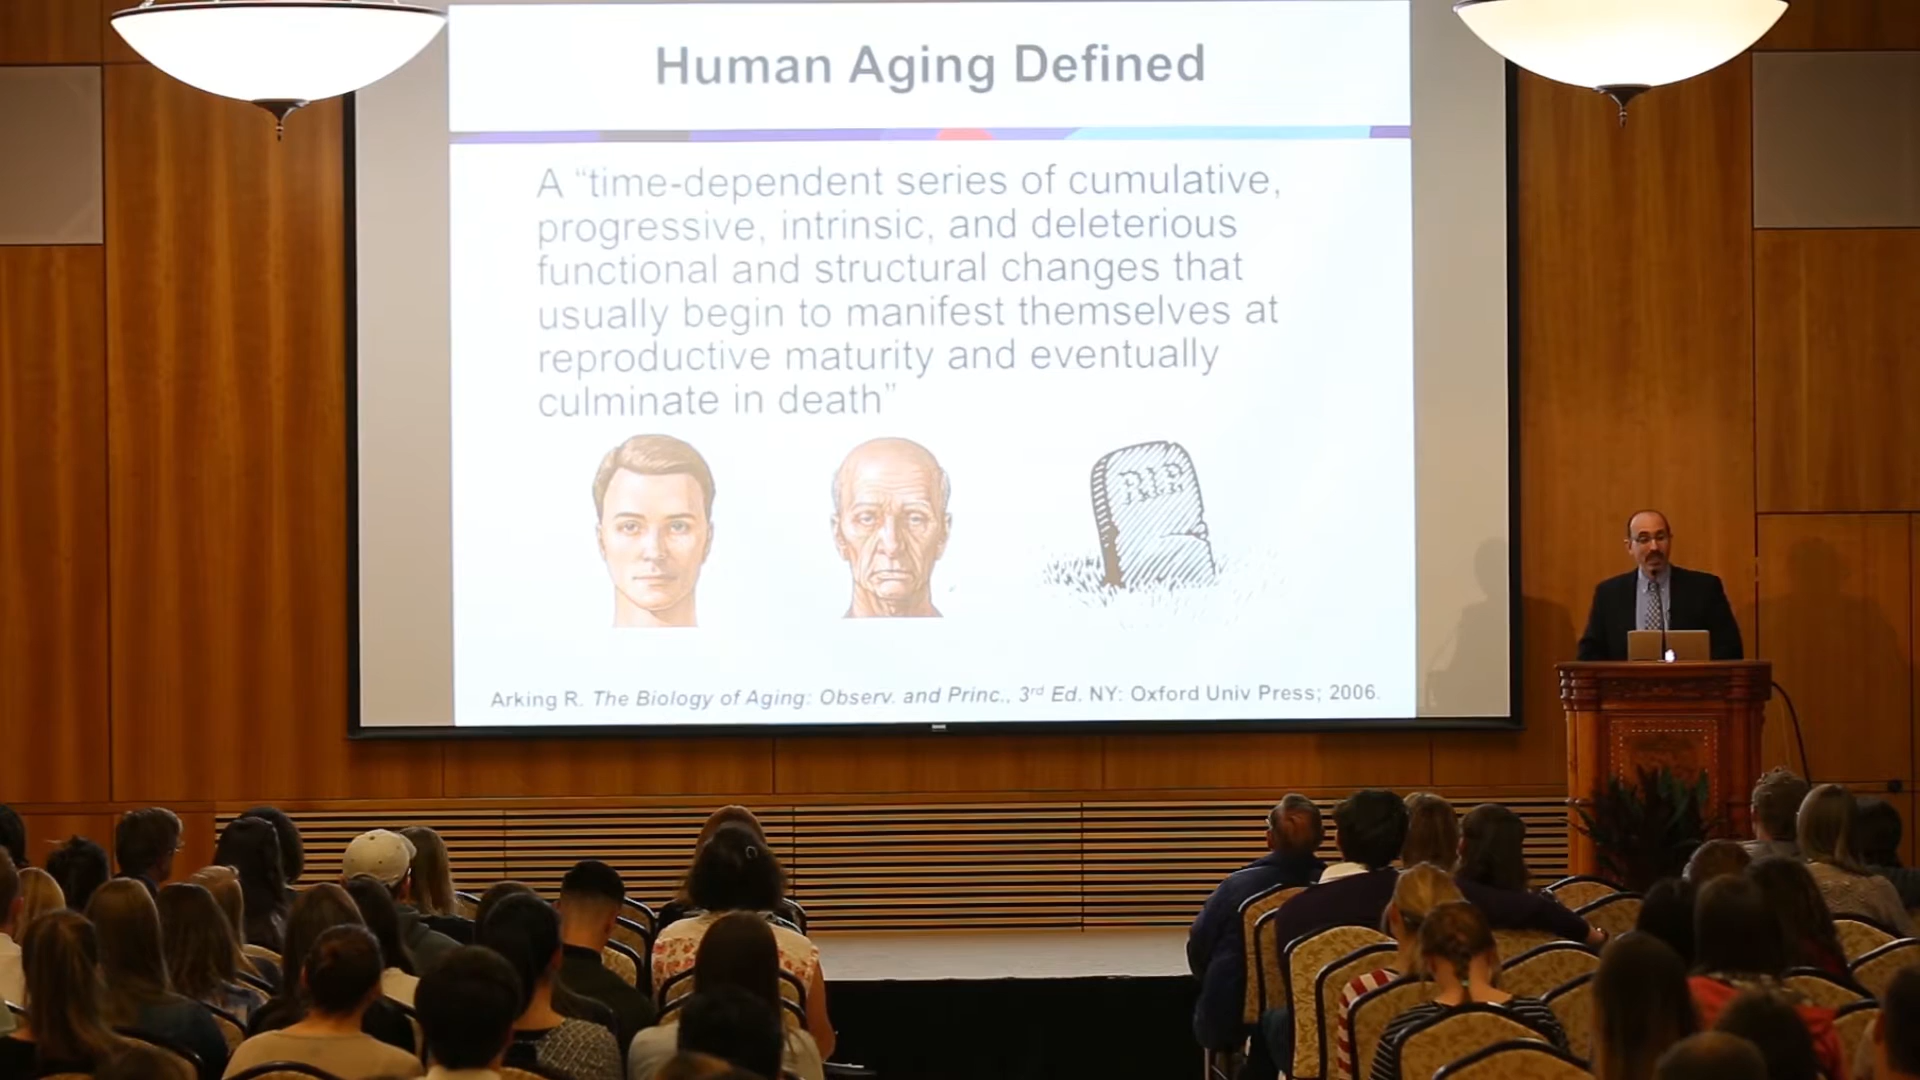 Human Aging Defined
A “time-dependent series of cumulative,
progressive, intrinsic, and deleterious
functional and structural changes that
usually begin to manifest themselves at
reproductive maturity and eventually
culminate in death”
R.I.P.
Arking R. The Biology of Aging: Observ. and Princ., 3rd Ed. NY: Oxford Univ Press; 2006.